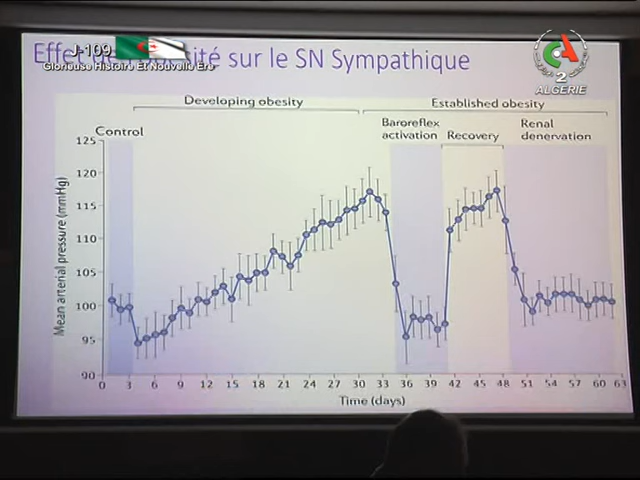 Effet de l'obésité sur le SN Sympathique
J-109
Glorieuse Histoire Et Nouvelle Ere
2
ALGERIE
Developing obesity
Established obesity
Control
Baroreflex
activation
Recovery
Renal
denervation
Mean arterial pressure (mmHg)
125
120
115
110
105
100
95
90
0 3 6 9 12 15 18 21 24 27 30 33 36 39 42 45 48 51 54 57 60 63
Time (days)